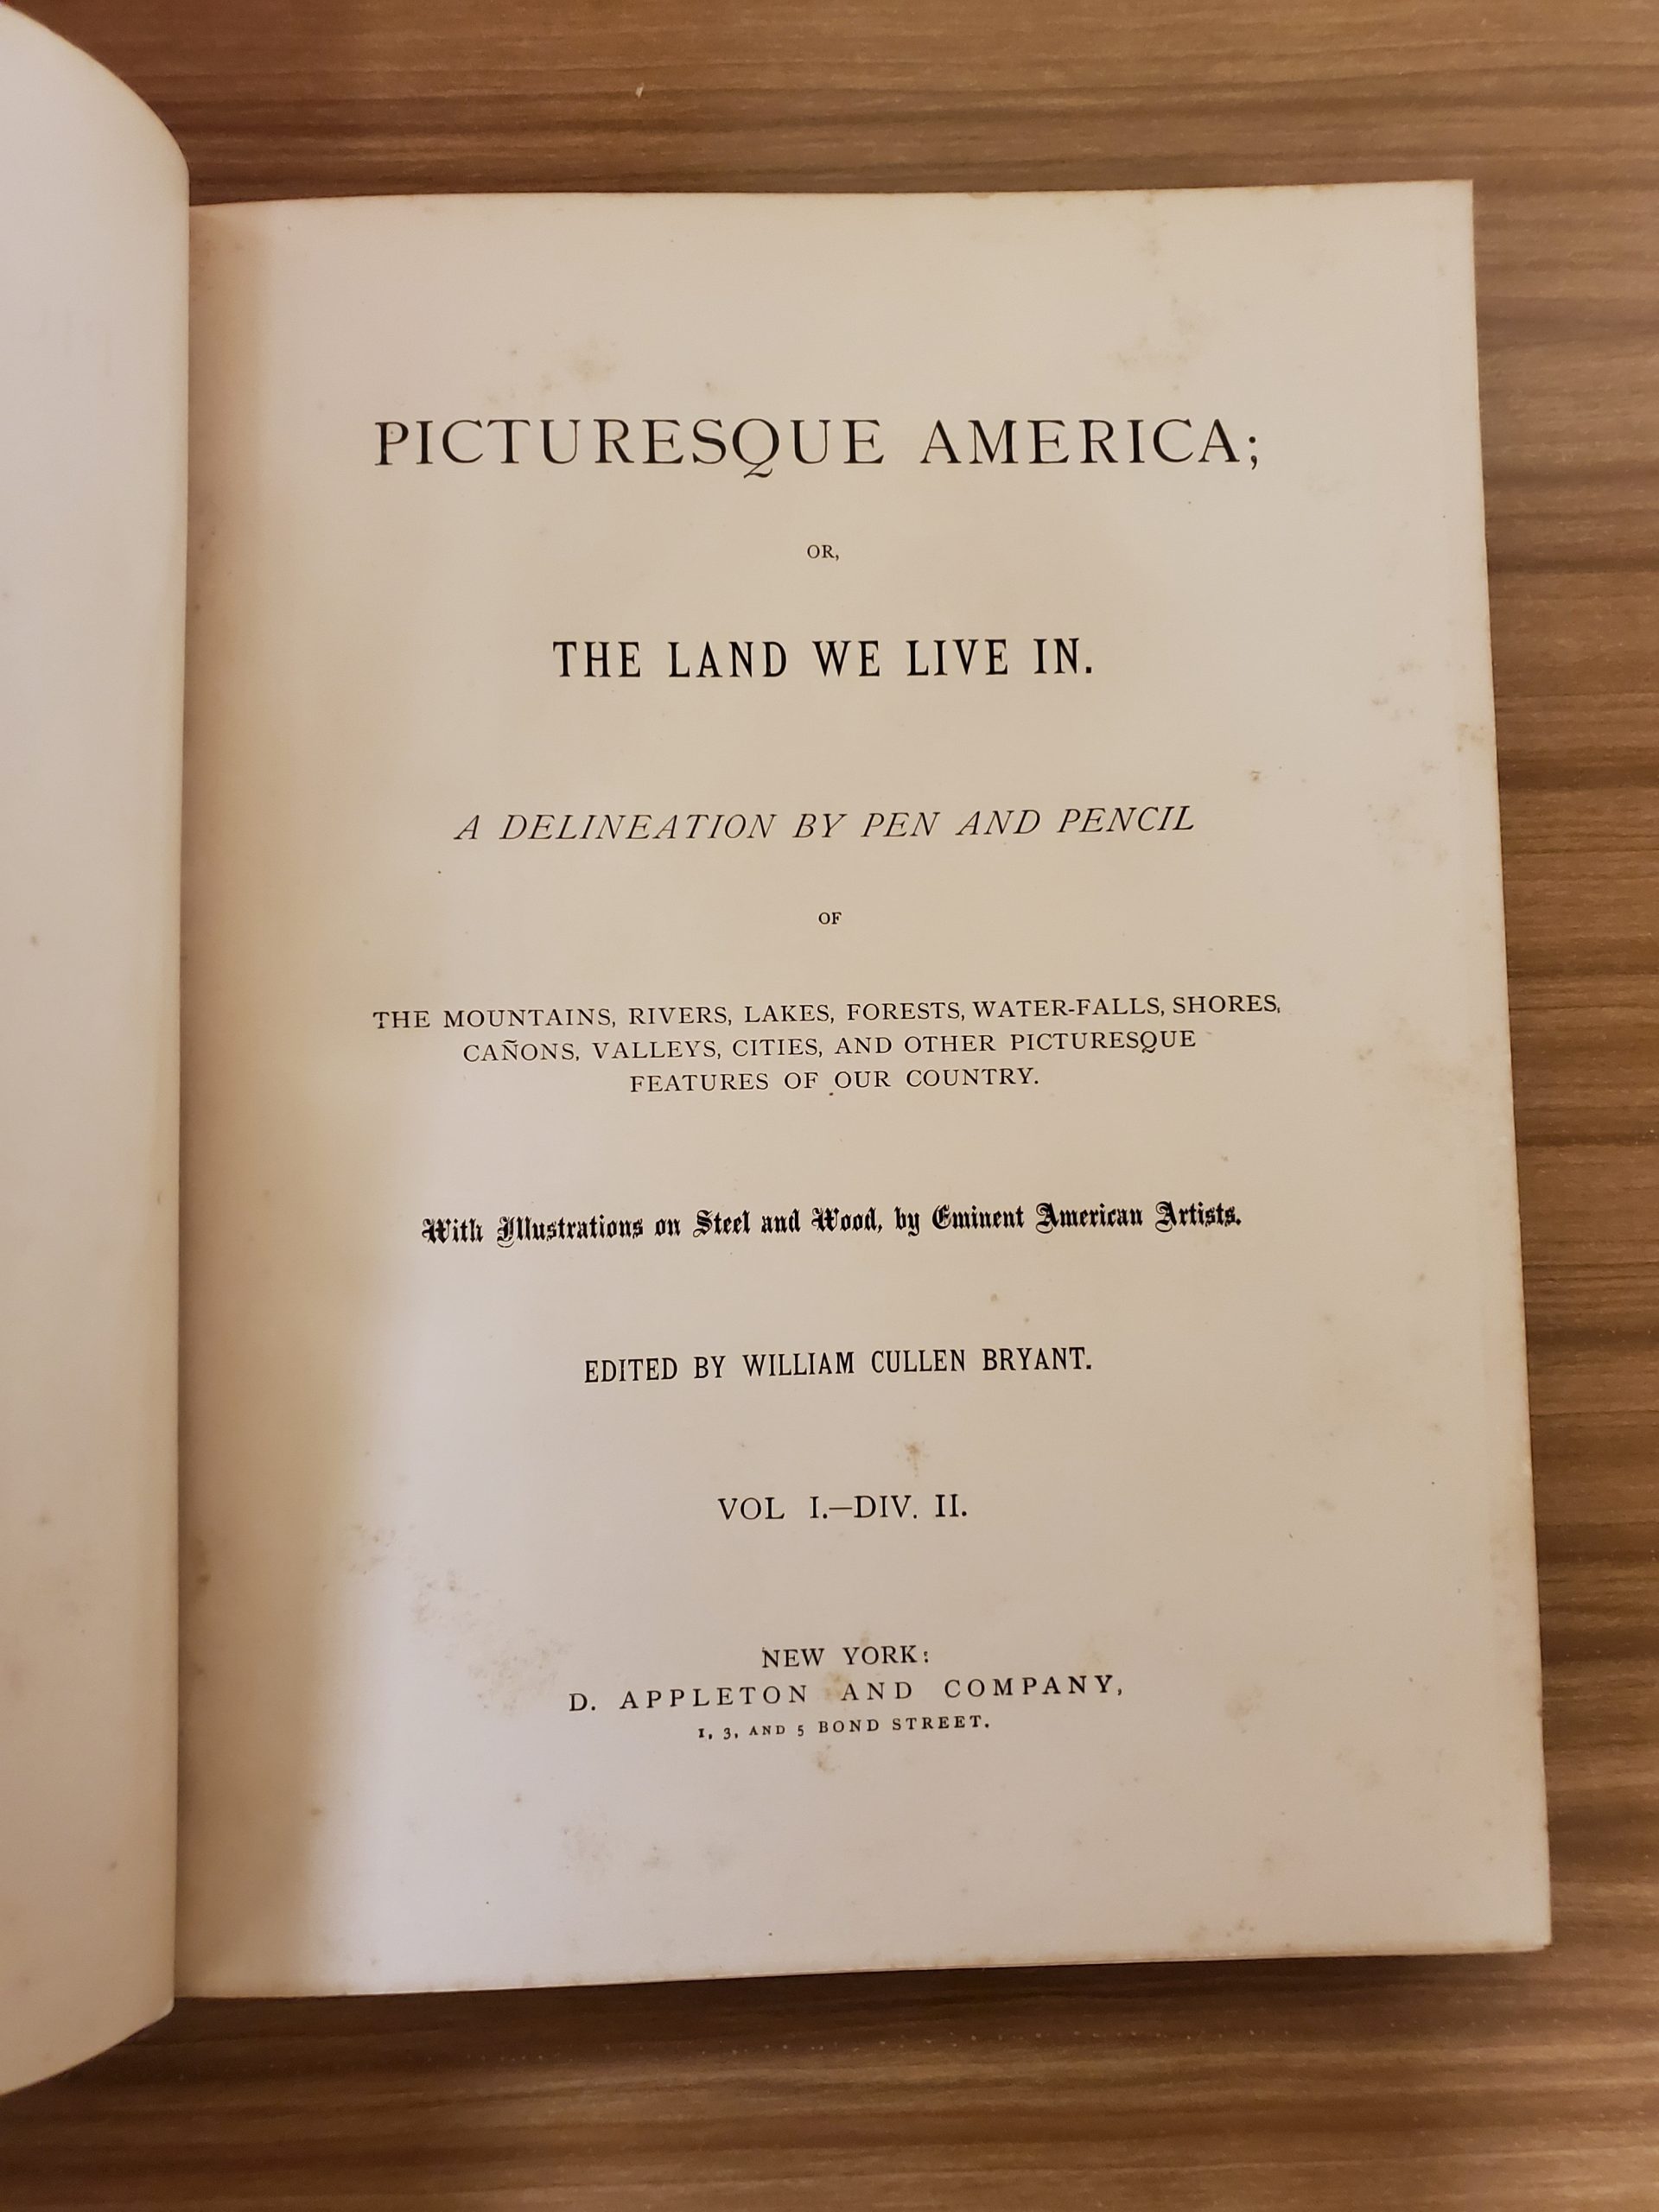 PICTURESQUE AMERICA;
OR,
THE LAND WE LIVE IN.
A DELINEATION BY PEN AND PENCIL
OF
THE MOUNTAINS, RIVERS, LAKES, FORESTS, WATER-FALLS, SHORES,
CAÑONS, VALLEYS, CITIES, AND OTHER PICTURESQUE
FEATURES OF OUR COUNTRY.
With Illustrations on Steel and Wood, by Eminent American Artists.
EDITED BY WILLIAM CULLEN BRYANT.
VOL I.—DIV. II.
NEW YORK:
D. APPLETON AND COMPANY,
1, 3, AND 5 BOND STREET.